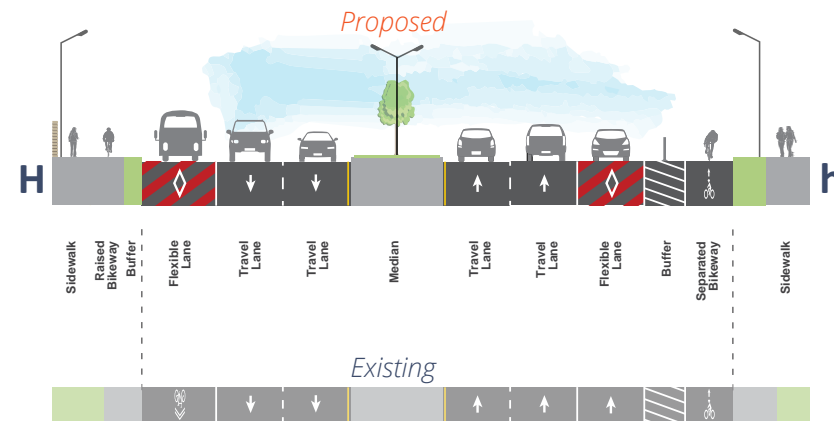 Proposed
H
h
Sidewalk
Raised
Bikeway
Buffer
Flexible
Lane
Travel
Lane
Travel
Lane
Median
Travel
Lane
Travel
Lane
Flexible
Lane
Buffer
Separated
Bikeway
Sidewalk
Existing